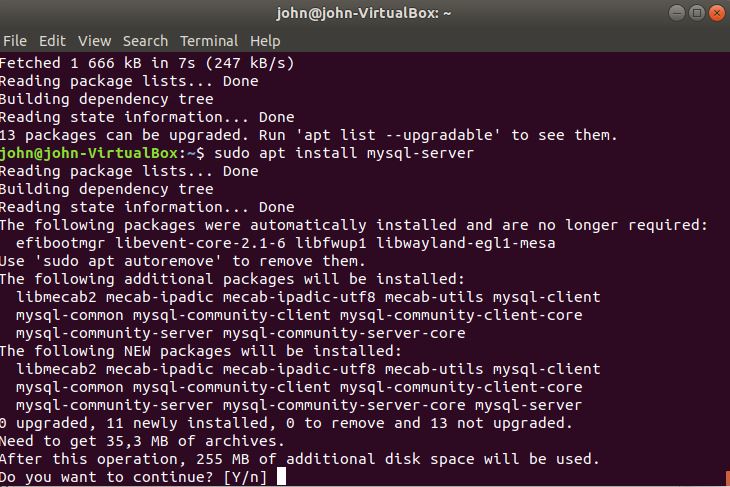 john@john-VirtualBox: ~
File Edit View Search Terminal Help
Fetched 1 666 kB in 7s (247 kB/s)
Reading package lists... Done
Building dependency tree
Reading state information... Done
13 packages can be upgraded. Run 'apt list --upgradable' to see them.
john@john-VirtualBox:~$ sudo apt install mysql-server
Reading package lists... Done
Building dependency tree
Reading state information... Done
The following packages were automatically installed and are no longer required:
efibootmgr libevent-core-2.1-6 libfwup1 libwayland-egl1-mesa
Use 'sudo apt autoremove' to remove them.
The following additional packages will be installed:
libmecab2 mecab-ipadic mecab-ipadic-utf8 mecab-utils mysql-client
mysql-common mysql-community-client mysql-community-client-core
mysql-community-server mysql-community-server-core
The following NEW packages will be installed:
libmecab2 mecab-ipadic mecab-ipadic-utf8 mecab-utils mysql-client
mysql-common mysql-community-client mysql-community-client-core
mysql-community-server mysql-community-server-core mysql-server
0 upgraded, 11 newly installed, 0 to remove and 13 not upgraded.
Need to get 35,3 MB of archives.
After this operation, 255 MB of additional disk space will be used.
Do you want to continue? [Y/n]